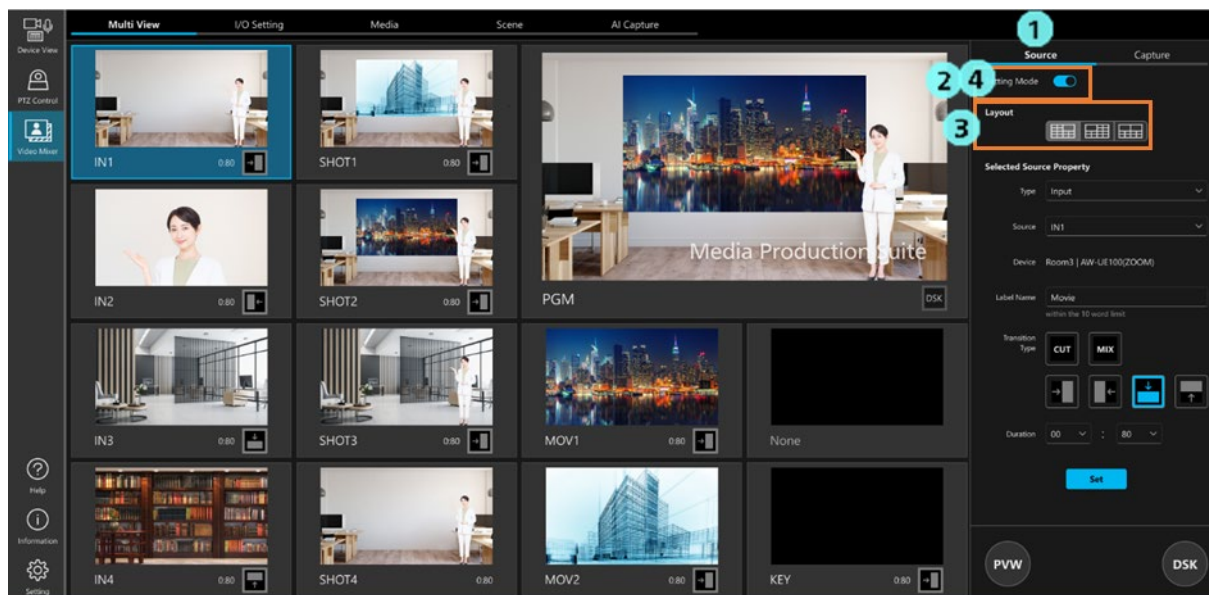 Multi View I/O Setting Media Scene AI Capture
1
Device View
PTZ Control
Video Mixer
Help
Information
Setting
IN1 0:80
SHOT1 0:80
IN2 0:80
SHOT2 0:80
Media Production Suite
PGM DSK
IN3 0:80
SHOT3 0:80
MOV1 0:80
None
IN4 0:80
SHOT4 0:80
MOV2 0:80
KEY 0:80
Source Capture
2 4 Mode
Layout
3
Selected Source Property
Type Input
Source IN1
Device Room3 | AW-UE100(ZOOM)
Label Name Movie
within the 10 word limit
Transition
Type CUT MIX
Duration 00 : 80
Set
PVW DSK